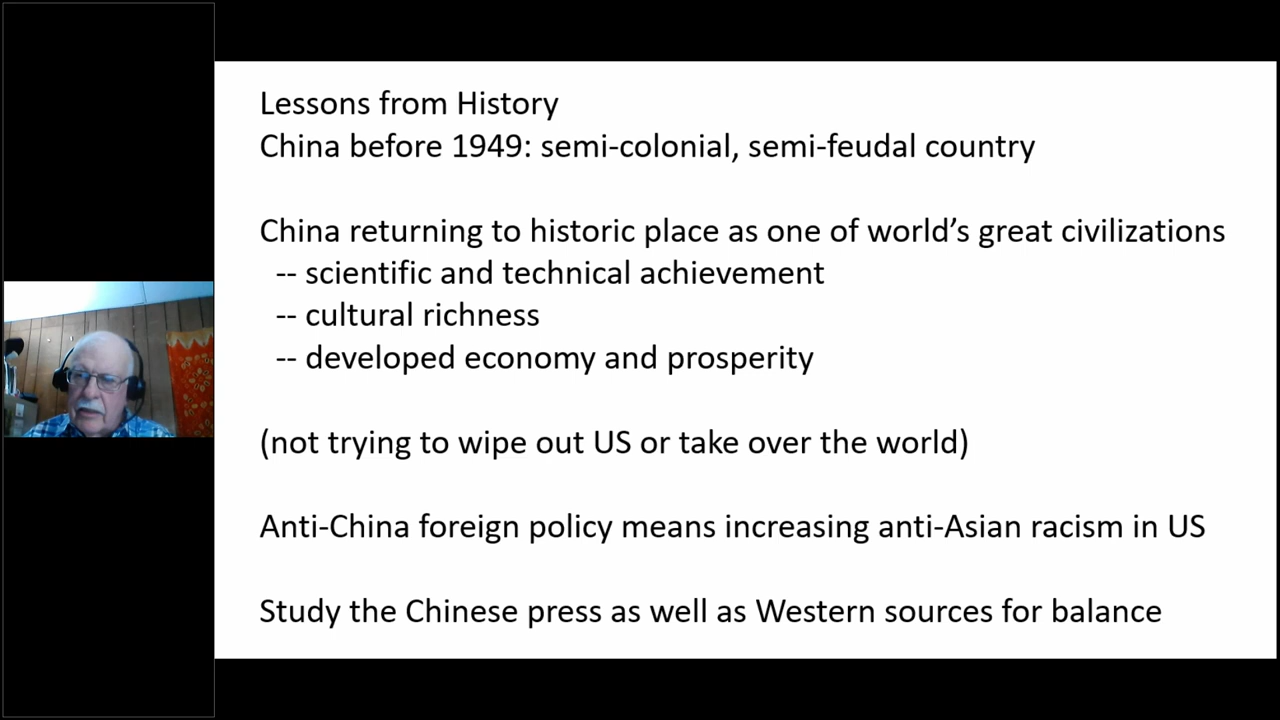 Lessons from History
China before 1949: semi-colonial, semi-feudal country
China returning to historic place as one of world’s great civilizations
-- scientific and technical achievement
-- cultural richness
-- developed economy and prosperity
(not trying to wipe out US or take over the world)
Anti-China foreign policy means increasing anti-Asian racism in US
Study the Chinese press as well as Western sources for balance